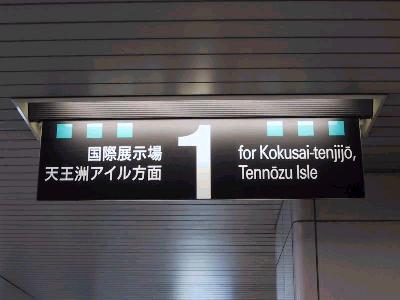 国際展示場
天王洲アイル方面
1
for Kokusai-tenjijō,
Tennōzu Isle